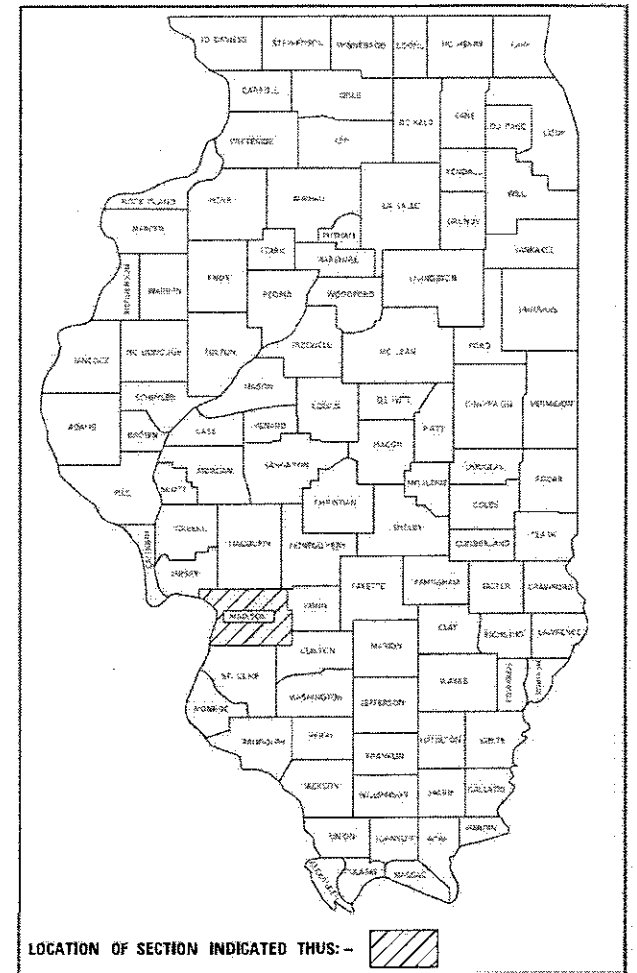 JO DAVIESS STEPHENSON WINNEBAGO BOONE MC HENRY LAKE
CARROLL OGLE
DE KALB KANE DU PAGE COOK
WHITESIDE LEE
KENDALL WILL
ROCK ISLAND HENRY BUREAU LA SALLE GRUNDY
MERCER PUTNAM
STARK MARSHALL KANKAKEE
HENDERSON WARREN KNOX PEORIA WOODFORD LIVINGSTON
IROQUOIS
HANCOCK MC DONOUGH FULTON TAZEWELL MC LEAN FORD
MASON
SCHUYLER LOGAN DE WITT CHAMPAIGN VERMILION
ADAMS BROWN CASS MENARD MACON PIATT
MORGAN SANGAMON DOUGLAS EDGAR
PIKE SCOTT CHRISTIAN MOULTRIE COLES
SHELBY
GREENE MACOUPIN MONTGOMERY CUMBERLAND CLARK
CALHOUN JERSEY FAYETTE EFFINGHAM JASPER CRAWFORD
MADISON BOND CLAY RICHLAND LAWRENCE
CLINTON MARION
ST. CLAIR WAYNE EDWARDS WABASH
WASHINGTON JEFFERSON
MONROE
RANDOLPH PERRY HAMILTON WHITE
FRANKLIN
JACKSON WILLIAMSON SALINE GALLATIN
UNION JOHNSON POPE HARDIN
ALEXANDER PULASKI MASSAC
LOCATION OF SECTION INDICATED THUS: -